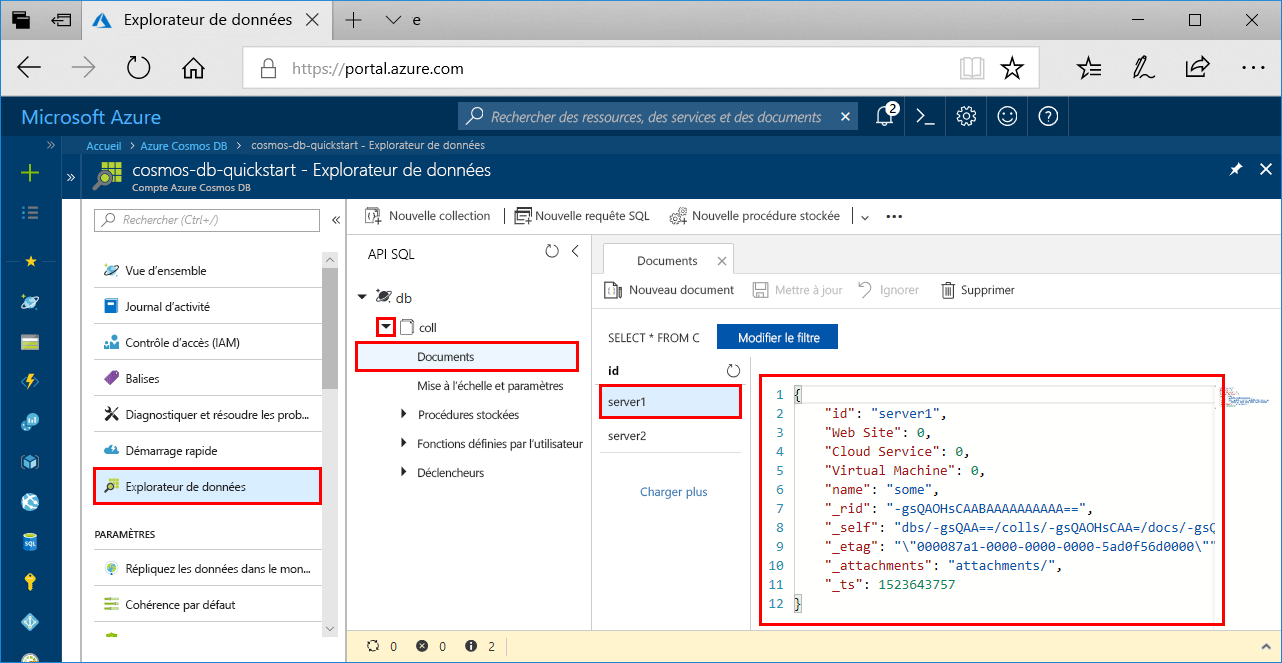 Explorateur de données
e
https://portal.azure.com
Microsoft Azure
Rechercher des ressources, des services et des documents
2
Accueil > Azure Cosmos DB > cosmos-db-quickstart - Explorateur de données
cosmos-db-quickstart - Explorateur de données
Compte Azure Cosmos DB
Rechercher (Ctrl+/)
Vue d'ensemble
Journal d'activité
Contrôle d'accès (IAM)
Balises
Diagnostiquer et résoudre les prob...
Démarrage rapide
Explorateur de données
PARAMÈTRES
Répliquez les données dans le mon...
Cohérence par défaut
SQL
Nouvelle collection
Nouvelle requête SQL
Nouvelle procédure stockée
API SQL
db
coll
Documents
Mise à l'échelle et paramètres
Procédures stockées
Fonctions définies par l'utilisateur
Déclencheurs
Documents
Nouveau document
Mettre à jour
Ignorer
Supprimer
SELECT * FROM C
Modifier le filtre
id
server1
server2
Charger plus
1 {
2 "id": "server1",
3 "Web Site": 0,
4 "Cloud Service": 0,
5 "Virtual Machine": 0,
6 "name": "some",
7 "_rid": "-gsQAOHsCAABAAAAAAAAAA==",
8 "_self": "dbs/-gsQAA==/colls/-gsQAOHsCAA=/docs/-gsQ
9 "_etag": "\"000087a1-0000-0000-0000-5ad0f56d0000\""
10 "_attachments": "attachments/",
11 "_ts": 1523643757
12 }
0
0
2